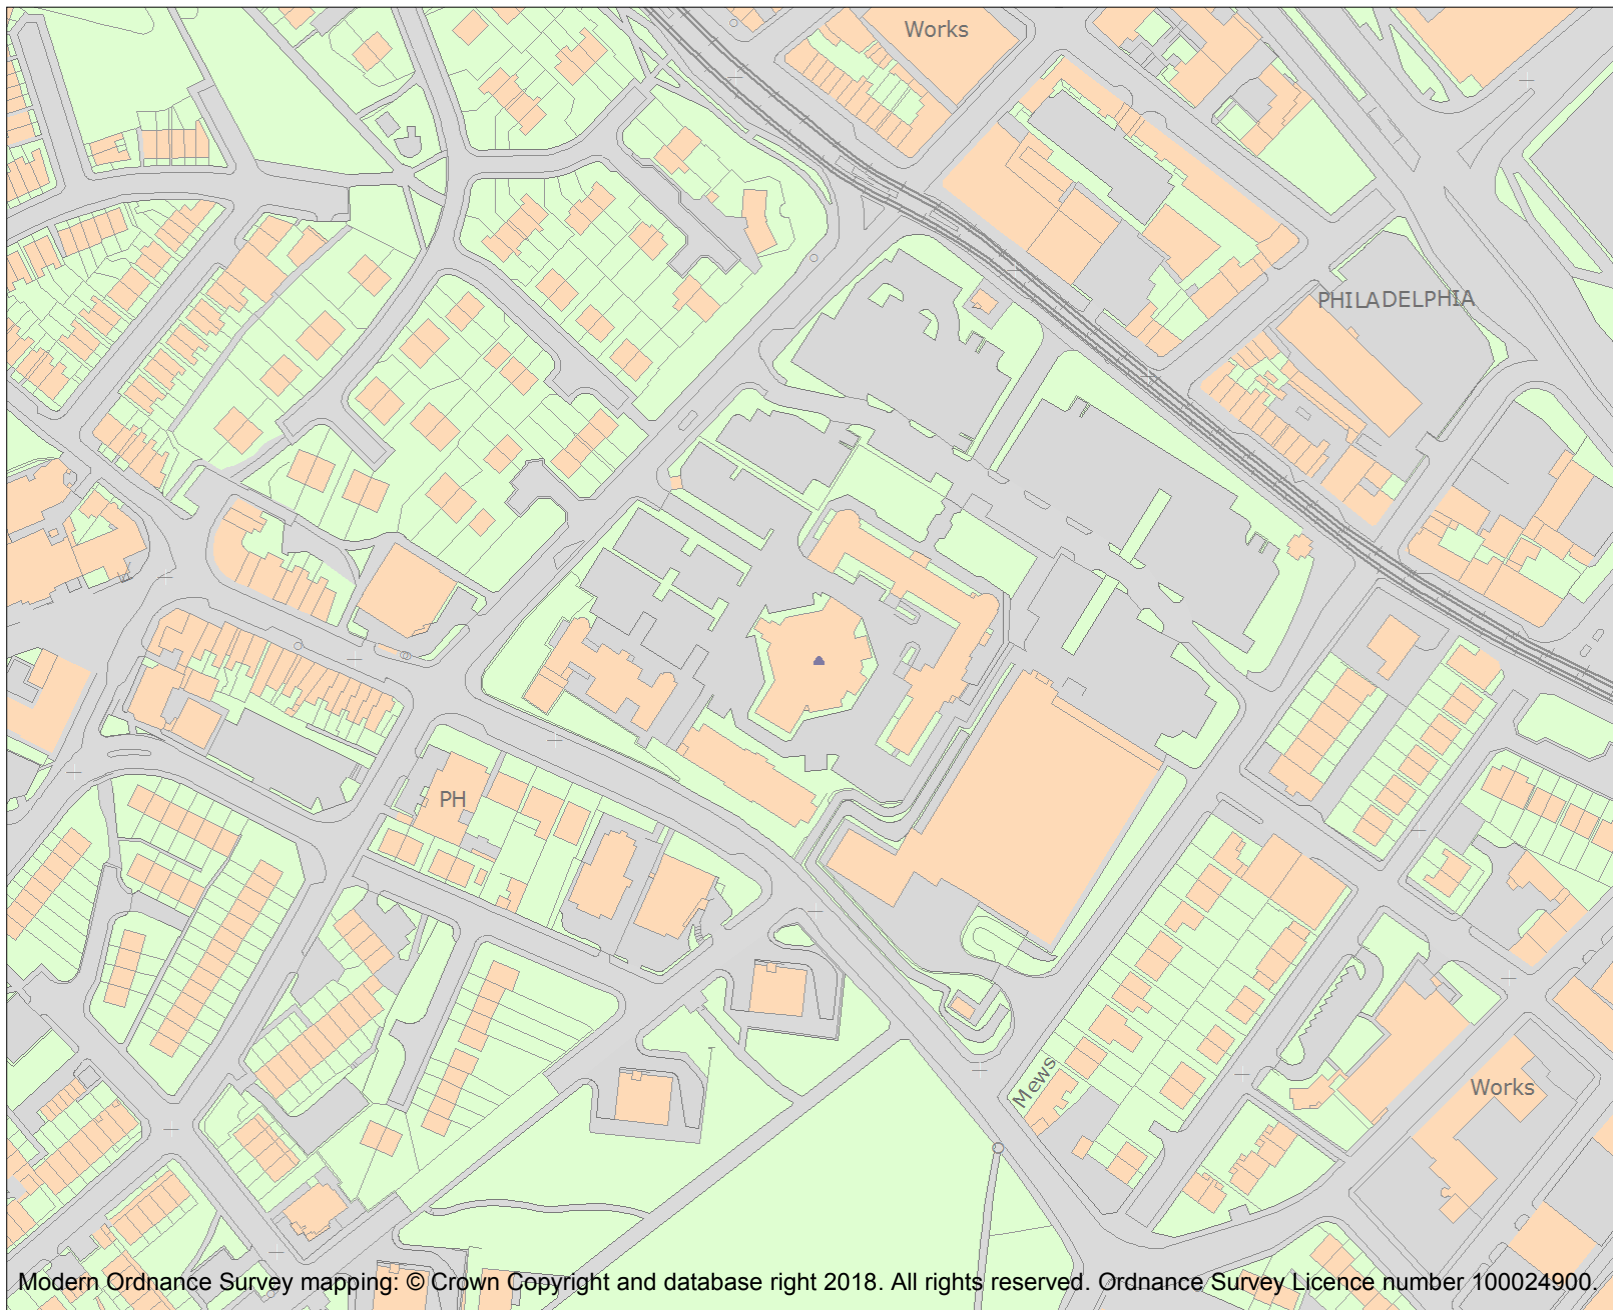 Works
PHILADELPHIA
PH
Mews
Works
Modern Ordnance Survey mapping: © Crown Copyright and database right 2018. All rights reserved. Ordnance Survey Licence number 100024900.